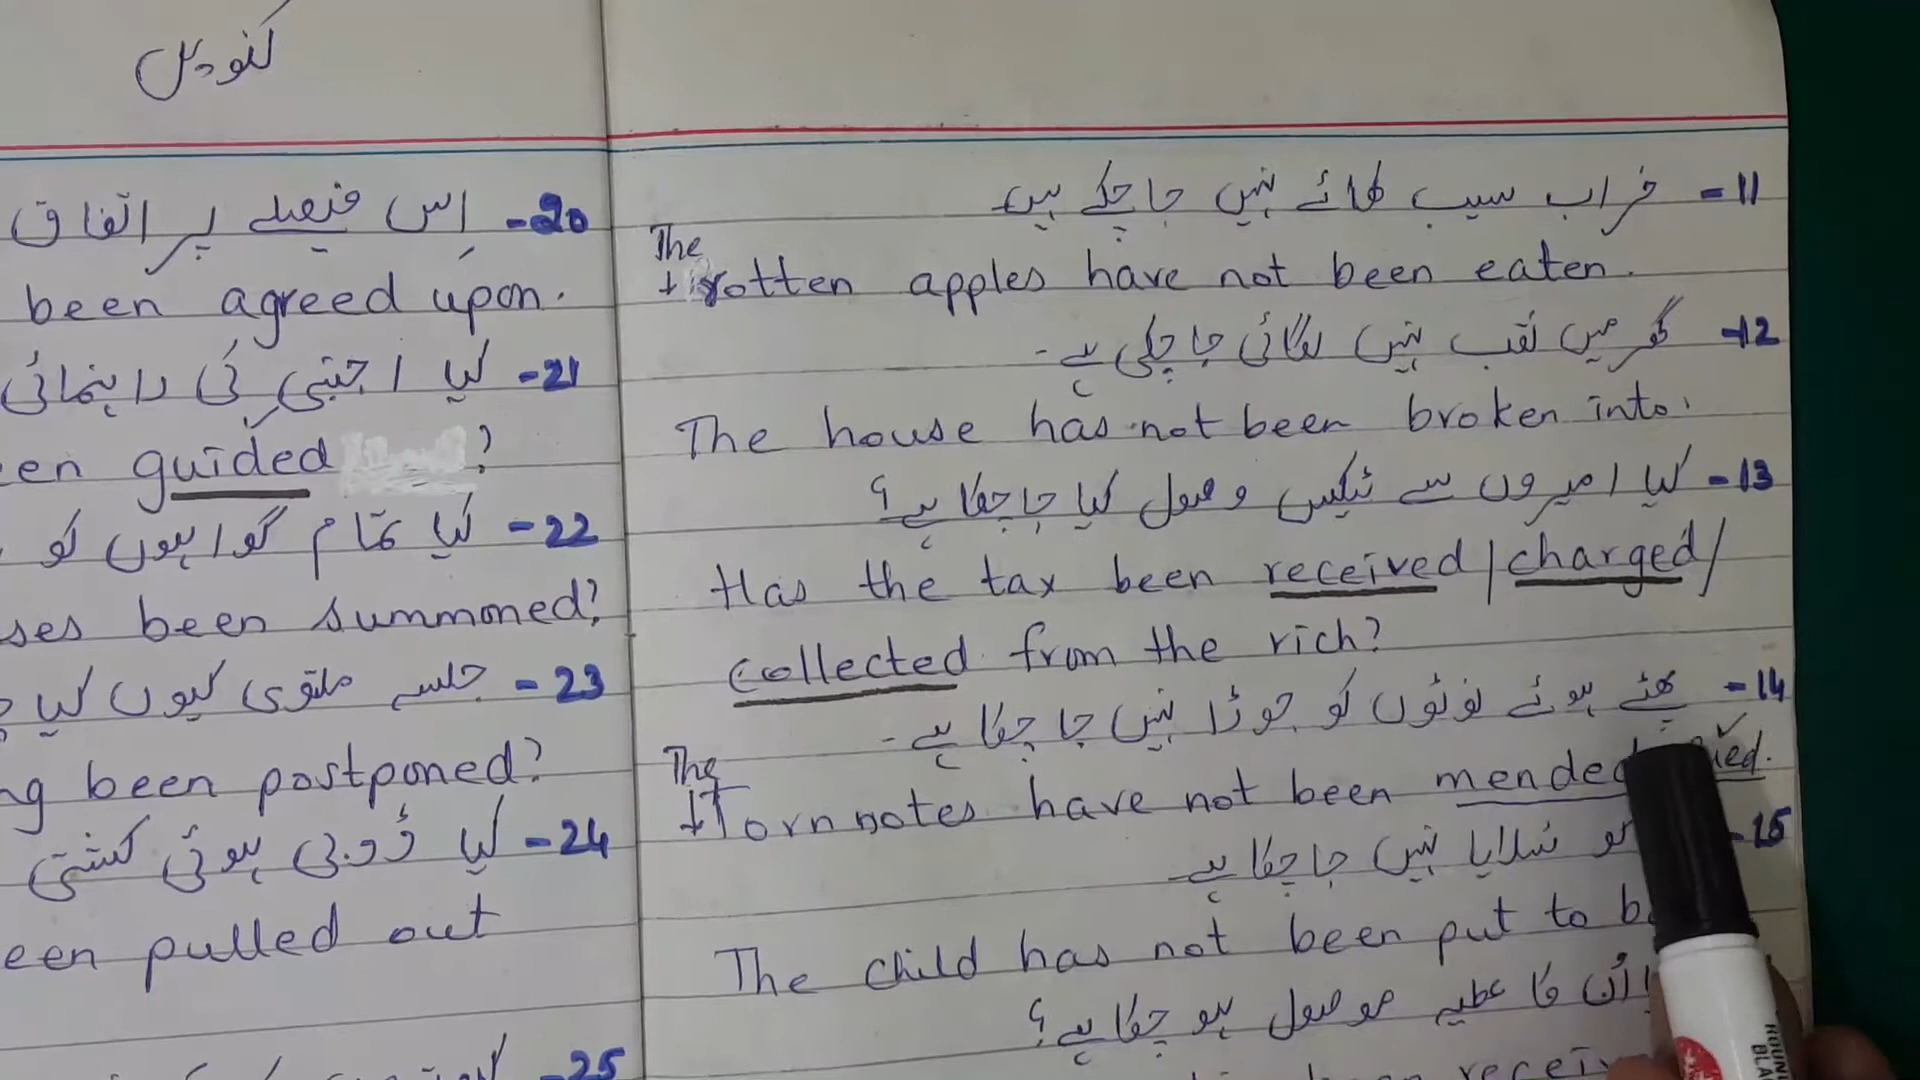 11- خراب سیب کھائے نہیں جا چکے ہیں
The
rotten apples have not been eaten.
12- گھر میں نقب نہیں لگائی جا چکی ہے۔
The house has not been broken into.
13- کیا امیروں سے ٹیکس وصول کیا جا چکا ہے؟
Has the tax been received / charged /
collected from the rich?
14- پھٹے ہوئے نوٹوں کو جوڑا نہیں جا چکا ہے۔
The
Torn notes have not been mended
15- کو سُلایا نہیں جا چکا ہے
The child has not been put to
کا عطیہ موصول ہو چکا ہے؟
20- اِس فیصلے پر اتفاق
been agreed upon.
21- کیا اجنبی کی راہنمائی
en guided ?
22- کیا تمام گواہوں کو
ses been summoned?
23- جلسہ ملتوی کیوں کیا
ng been postponed?
24- کیا ڈوبی ہوئی کشتی
een pulled out
25-